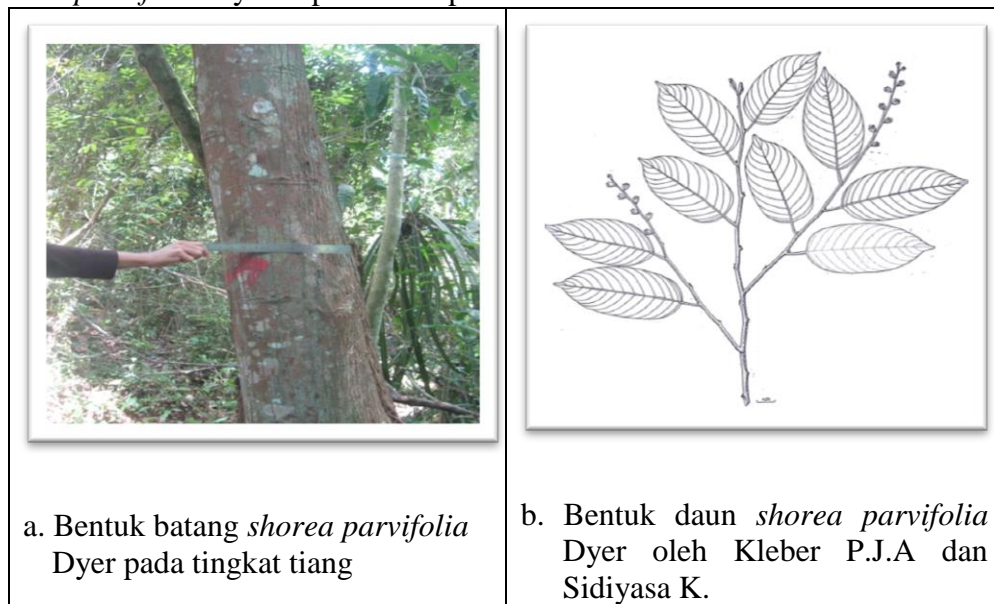 a. Bentuk batang shorea parvifolia
Dyer pada tingkat tiang
b. Bentuk daun shorea parvifolia
Dyer oleh Kleber P.J.A dan
Sidiyasa K.